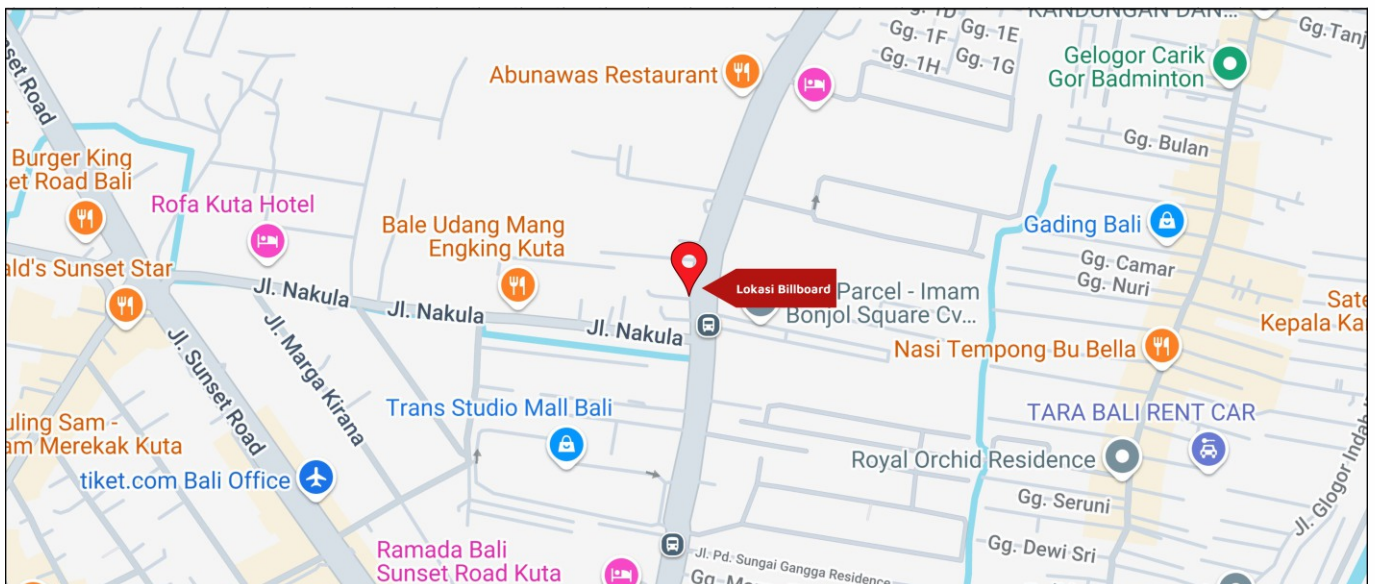 KANDUNGAN DAN...
Gg. 1F
Gg. 1E
Gg. 1H
Gg. 1G
Gg.Tanj
Gelogor Carik
Gor Badminton
Abunawas Restaurant
set Road
Gg. Bulan
Burger King
et Road Bali
Rofa Kuta Hotel
Bale Udang Mang
Engking Kuta
Gading Bali
Gg. Camar
Gg. Nuri
ald's Sunset Star
Jl. Nakula
Jl. Nakula
Jl. Nakula
Lokasi Billboard
Parcel - Imam
Bonjol Square Cv...
Sate
Kepala Ka
Nasi Tempong Bu Bella
Jl. Sunset Road
Jl. Marga Kirana
Trans Studio Mall Bali
TARA BALI RENT CAR
uling Sam -
am Merekak Kuta
tiket.com Bali Office
Royal Orchid Residence
Gg. Seruni
Jl. Glogor Indah
Gg. Dewi Sri
Ramada Bali
Sunset Road Kuta
Jl. Pd. Sungai Gangga Residence